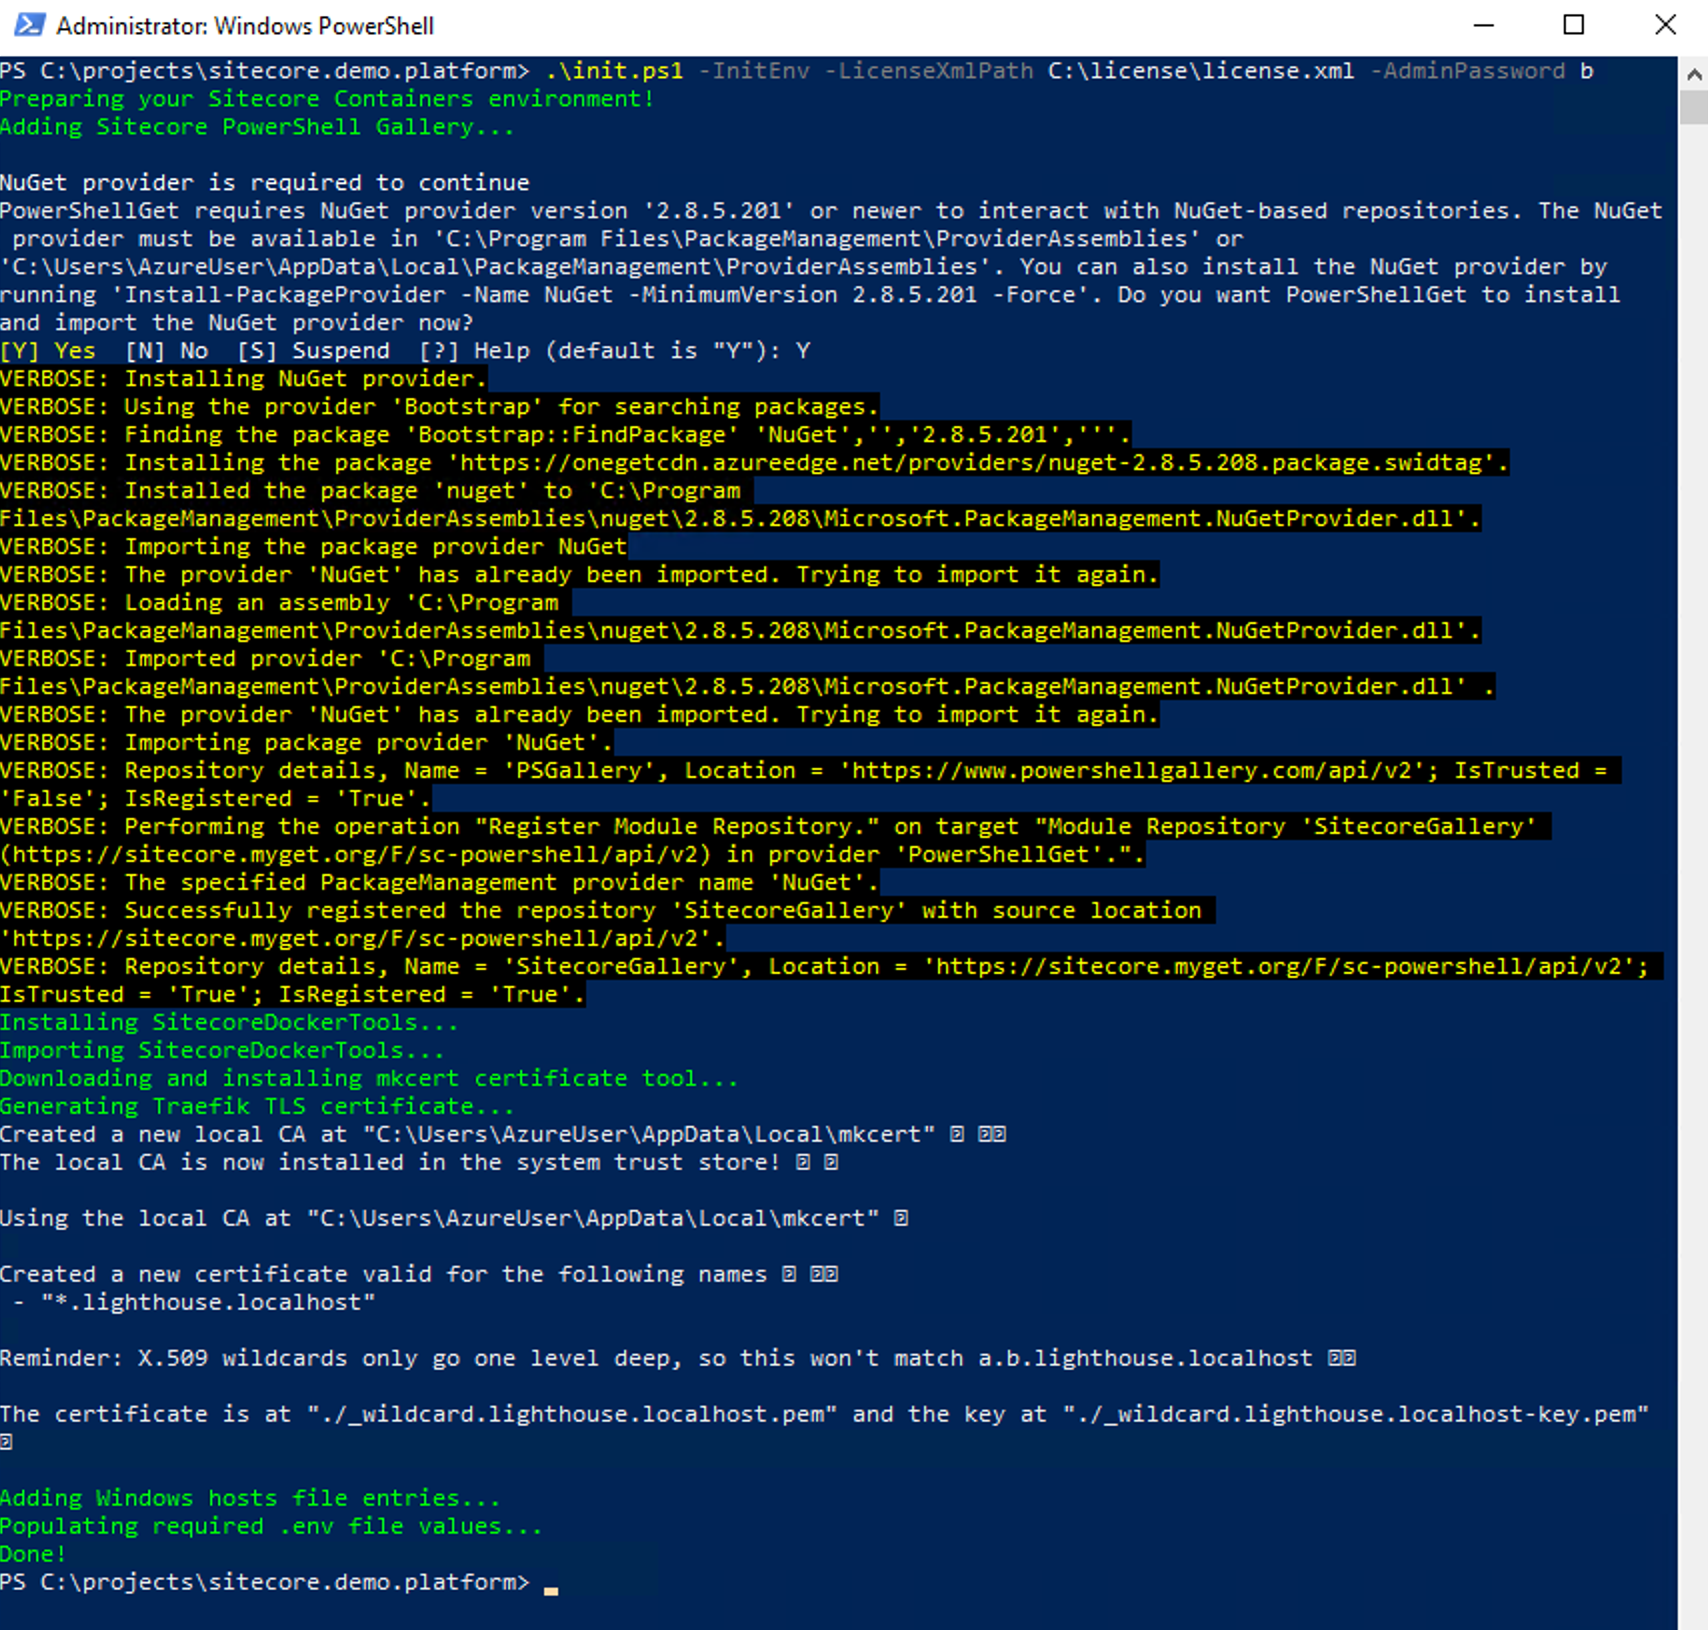 Administrator: Windows PowerShell
PS C:\projects\sitecore.demo.platform> .\init.ps1 -InitEnv -LicenseXmlPath C:\license\license.xml -AdminPassword b
Preparing your Sitecore Containers environment!
Adding Sitecore PowerShell Gallery...
NuGet provider is required to continue
PowerShellGet requires NuGet provider version '2.8.5.201' or newer to interact with NuGet-based repositories. The NuGet
 provider must be available in 'C:\Program Files\PackageManagement\ProviderAssemblies' or
'C:\Users\AzureUser\AppData\Local\PackageManagement\ProviderAssemblies'. You can also install the NuGet provider by
running 'Install-PackageProvider -Name NuGet -MinimumVersion 2.8.5.201 -Force'. Do you want PowerShellGet to install
and import the NuGet provider now?
[Y] Yes  [N] No  [S] Suspend  [?] Help (default is "Y"): Y
VERBOSE: Installing NuGet provider.
VERBOSE: Using the provider 'Bootstrap' for searching packages.
VERBOSE: Finding the package 'Bootstrap::FindPackage' 'NuGet','','2.8.5.201','''.
VERBOSE: Installing the package 'https://onegetcdn.azureedge.net/providers/nuget-2.8.5.208.package.swidtag'.
VERBOSE: Installed the package 'nuget' to 'C:\Program
Files\PackageManagement\ProviderAssemblies\nuget\2.8.5.208\Microsoft.PackageManagement.NuGetProvider.dll'.
VERBOSE: Importing the package provider NuGet
VERBOSE: The provider 'NuGet' has already been imported. Trying to import it again.
VERBOSE: Loading an assembly 'C:\Program
Files\PackageManagement\ProviderAssemblies\nuget\2.8.5.208\Microsoft.PackageManagement.NuGetProvider.dll'.
VERBOSE: Imported provider 'C:\Program
Files\PackageManagement\ProviderAssemblies\nuget\2.8.5.208\Microsoft.PackageManagement.NuGetProvider.dll' .
VERBOSE: The provider 'NuGet' has already been imported. Trying to import it again.
VERBOSE: Importing package provider 'NuGet'.
VERBOSE: Repository details, Name = 'PSGallery', Location = 'https://www.powershellgallery.com/api/v2'; IsTrusted =
'False'; IsRegistered = 'True'.
VERBOSE: Performing the operation "Register Module Repository." on target "Module Repository 'SitecoreGallery'
(https://sitecore.myget.org/F/sc-powershell/api/v2) in provider 'PowerShellGet'.".
VERBOSE: The specified PackageManagement provider name 'NuGet'.
VERBOSE: Successfully registered the repository 'SitecoreGallery' with source location
'https://sitecore.myget.org/F/sc-powershell/api/v2'.
VERBOSE: Repository details, Name = 'SitecoreGallery', Location = 'https://sitecore.myget.org/F/sc-powershell/api/v2';
IsTrusted = 'True'; IsRegistered = 'True'.
Installing SitecoreDockerTools...
Importing SitecoreDockerTools...
Downloading and installing mkcert certificate tool...
Generating Traefik TLS certificate...
Created a new local CA at "C:\Users\AzureUser\AppData\Local\mkcert" ⍰ ⍰⍰
The local CA is now installed in the system trust store! ⍰ ⍰
Using the local CA at "C:\Users\AzureUser\AppData\Local\mkcert" ⍰
Created a new certificate valid for the following names ⍰ ⍰⍰
 - "*.lighthouse.localhost"
Reminder: X.509 wildcards only go one level deep, so this won't match a.b.lighthouse.localhost ⍰⍰
The certificate is at "./_wildcard.lighthouse.localhost.pem" and the key at "./_wildcard.lighthouse.localhost-key.pem"
⍰
Adding Windows hosts file entries...
Populating required .env file values...
Done!
PS C:\projects\sitecore.demo.platform>